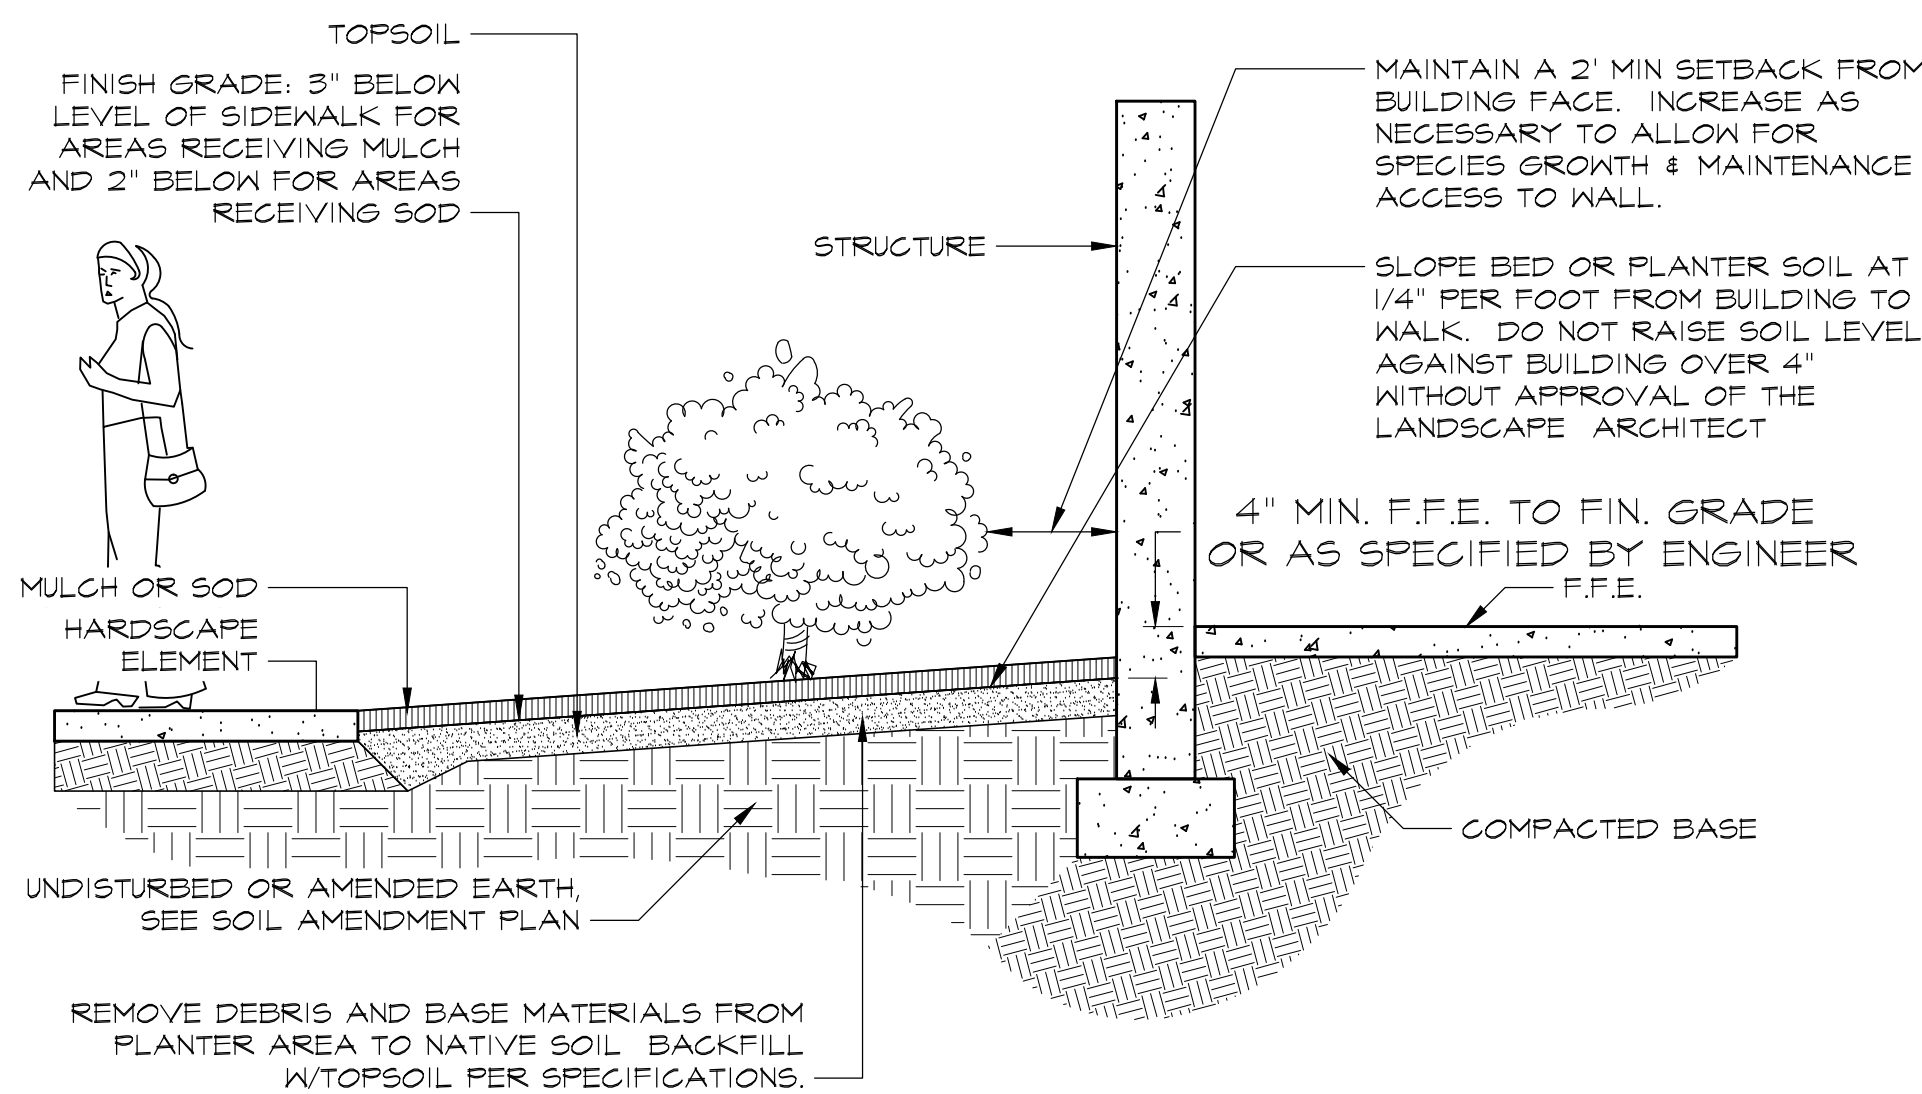 TOPSOIL
FINISH GRADE: 3" BELOW
LEVEL OF SIDEWALK FOR
AREAS RECEIVING MULCH
AND 2" BELOW FOR AREAS
RECEIVING SOD
MULCH OR SOD
HARDSCAPE
ELEMENT
UNDISTURBED OR AMENDED EARTH,
SEE SOIL AMENDMENT PLAN
REMOVE DEBRIS AND BASE MATERIALS FROM
PLANTER AREA TO NATIVE SOIL BACKFILL
W/TOPSOIL PER SPECIFICATIONS.
STRUCTURE
MAINTAIN A 2' MIN SETBACK FROM
BUILDING FACE. INCREASE AS
NECESSARY TO ALLOW FOR
SPECIES GROWTH & MAINTENANCE
ACCESS TO WALL.
SLOPE BED OR PLANTER SOIL AT
1/4" PER FOOT FROM BUILDING TO
WALK. DO NOT RAISE SOIL LEVEL
AGAINST BUILDING OVER 4"
WITHOUT APPROVAL OF THE
LANDSCAPE ARCHITECT
4" MIN. F.F.E. TO FIN. GRADE
OR AS SPECIFIED BY ENGINEER
F.F.E.
COMPACTED BASE